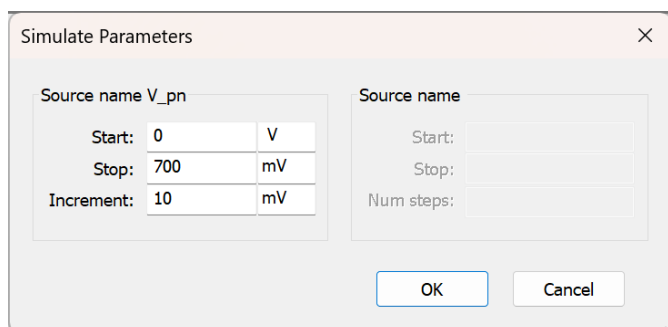 Simulate Parameters
Source name V_pn
Start: 0 V
Stop: 700 mV
Increment: 10 mV
Source name
Start:
Stop:
Num steps:
OK Cancel